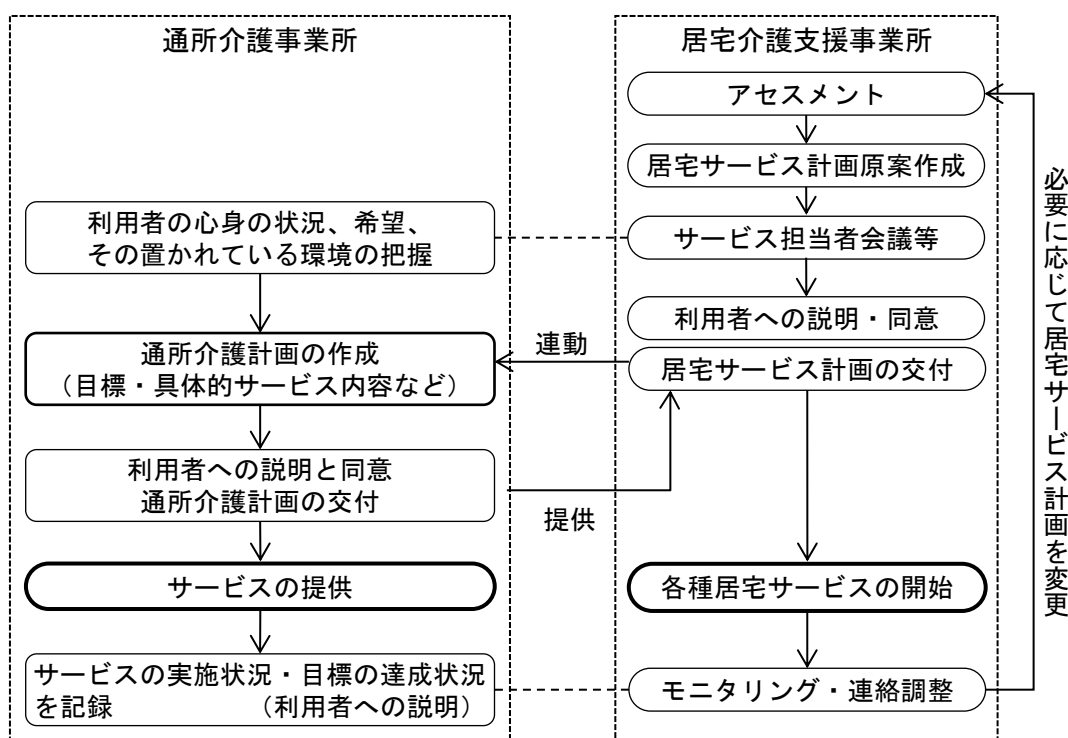 通所介護事業所
利用者の心身の状況、希望、
その置かれている環境の把握
通所介護計画の作成
（目標・具体的サービス内容など）
利用者への説明と同意
通所介護計画の交付
サービスの提供
サービスの実施状況・目標の達成状況
を記録　　　　　（利用者への説明）
連動
提供
居宅介護支援事業所
アセスメント
居宅サービス計画原案作成
サービス担当者会議等
利用者への説明・同意
居宅サービス計画の交付
各種居宅サービスの開始
モニタリング・連絡調整
必要に応じて居宅サービス計画を変更